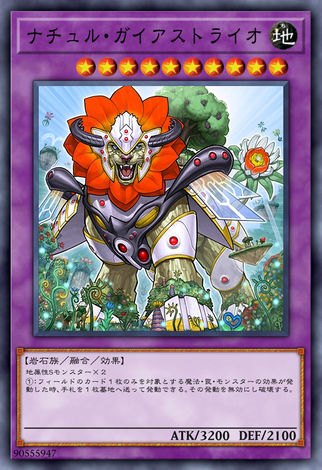 ナチュル・ガイアストライオ
地
【岩石族／融合／効果】
地属性Sモンスター×２
①：フィールドのカード１枚のみを対象とする魔法・罠・モンスターの効果が発
動した時、手札を１枚墓地へ送って発動できる。その発動を無効にし破壊する。
ATK/3200 DEF/2100
90555947